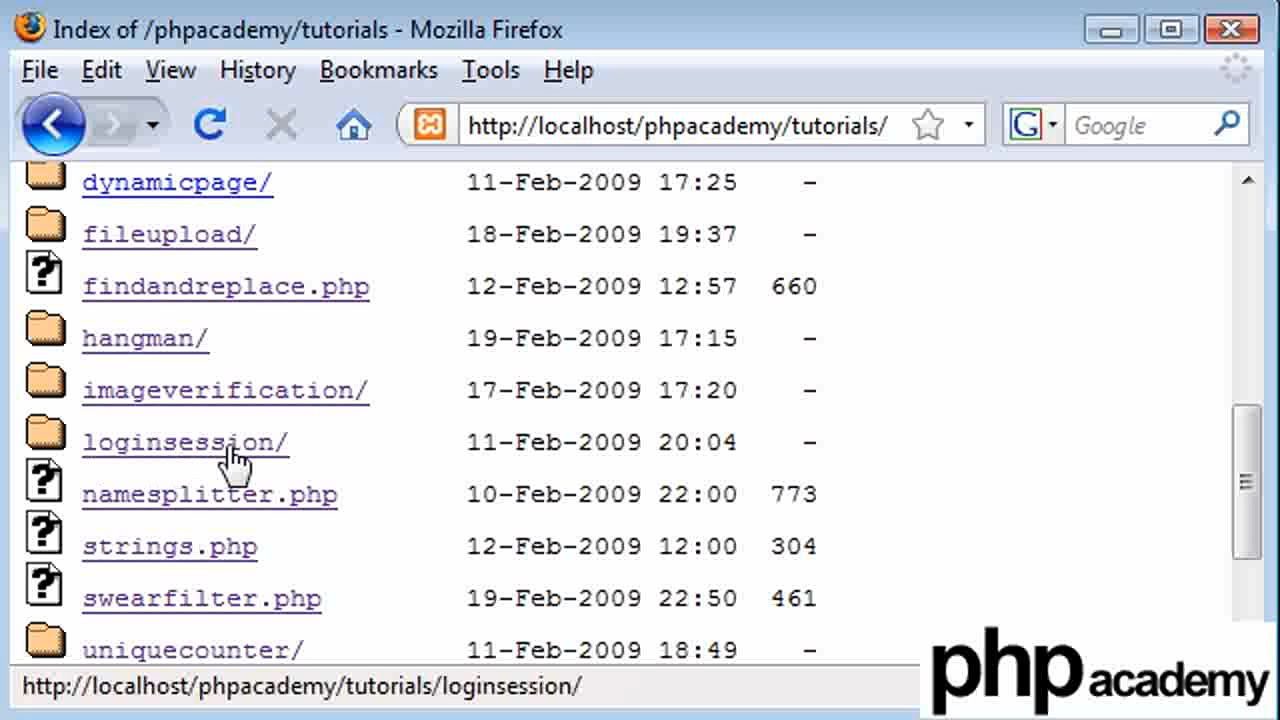 Index of /phpacademy/tutorials - Mozilla Firefox
File Edit View History Bookmarks Tools Help
http://localhost/phpacademy/tutorials/ G Google
dynamicpage/ 11-Feb-2009 17:25 -
fileupload/ 18-Feb-2009 19:37 -
? findandreplace.php 12-Feb-2009 12:57 660
hangman/ 19-Feb-2009 17:15 -
imageverification/ 17-Feb-2009 17:20 -
loginsession/ 11-Feb-2009 20:04 -
? namesplitter.php 10-Feb-2009 22:00 773
? strings.php 12-Feb-2009 12:00 304
? swearfilter.php 19-Feb-2009 22:50 461
uniquecounter/ 11-Feb-2009 18:49 -
http://localhost/phpacademy/tutorials/loginsession/
php academy